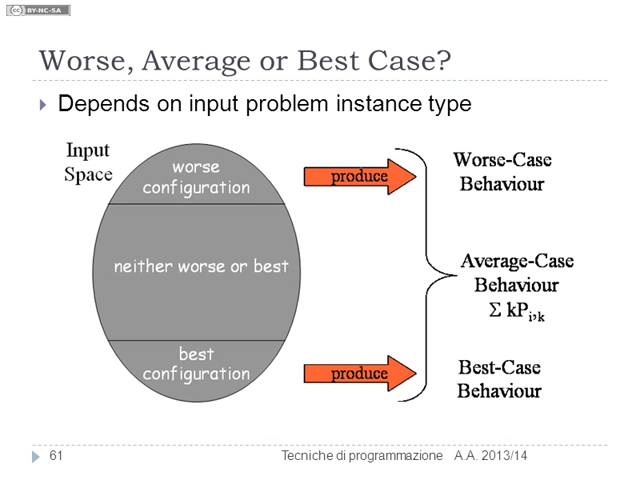 BY-NC-SA
Worse, Average or Best Case?
Depends on input problem instance type
Input
Space
worse
configuration
neither worse or best
best
configuration
produce
produce
Worse-Case
Behaviour
Average-Case
Behaviour
Σ kPi,k
Best-Case
Behaviour
61
Tecniche di programmazione A.A. 2013/14